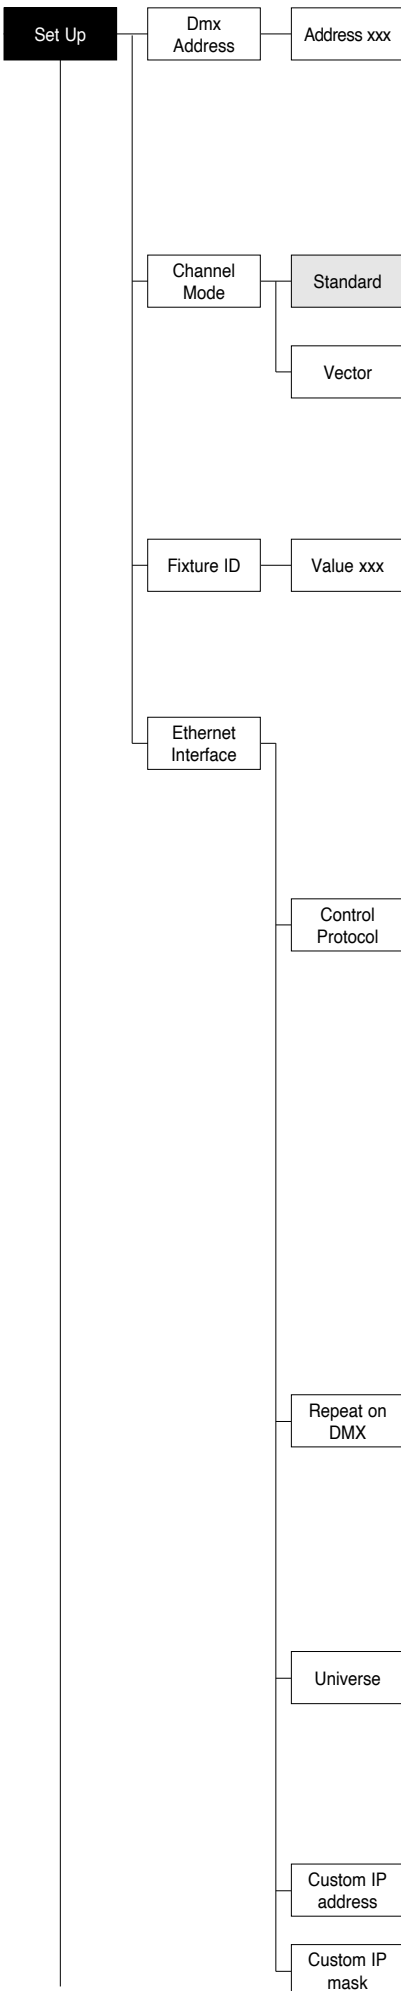 Set Up
Dmx
Address
Address xxx
Channel
Mode
Standard
Vector
Fixture ID
Value xxx
Ethernet
Interface
Control
Protocol
Repeat on
DMX
Universe
Custom IP
address
Custom IP
mask